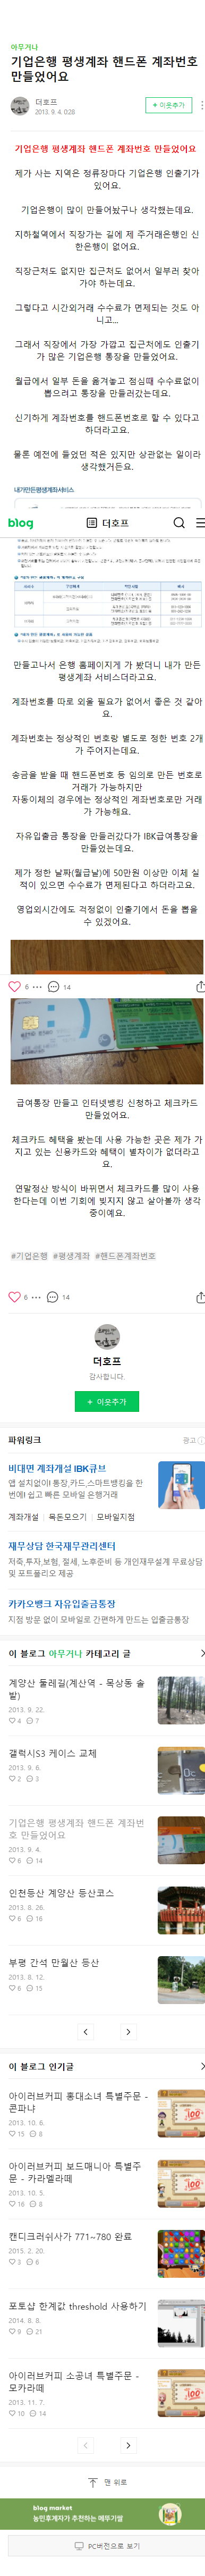 아무거나
기업은행 평생계좌 핸드폰 계좌번호
만들었어요
더호프
2013. 9. 4. 0:28
+ 이웃추가
기업은행 평생계좌 핸드폰 계좌번호 만들었어요
제가 사는 지역은 정류장마다 기업은행 인출기가
있어요.
기업은행이 많이 만들어놨구나 생각했는데요.
지하철역에서 직장가는 길에 제 주거래은행인 신
한은행이 없어요.
직장근처도 없지만 집근처도 없어서 일부러 찾아
가야 하는데요.
그렇다고 시간외거래 수수료가 면제되는 것도 아
니고...
그래서 직장에서 가장 가깝고 집근처에도 인출기
가 많은 기업은행 통장을 만들었어요.
월급에서 일부 돈을 옮겨놓고 점심때 수수료없이
뽑으려고 통장을 만들려갔는데요.
신기하게 계좌번호를 핸드폰번호로 할 수 있다고
하더라고요.
물론 예전에 들었던 적은 있지만 상관없는 일이라
생각했거든요.
내가만든평생계좌서비스
blog
더호프
만들고나서 은행 홈페이지게 가 봤더니 내가 만든
평생계좌 서비스더라고요.
계좌번호를 따로 외울 필요가 없어서 좋은 것 같아
요.
계좌번호는 정상적인 번호랑 별도로 정한 번호 2개
가 주어지는데요.
송금을 받을 때 핸드폰번호 등 임의로 만든 번호로
거래가 가능하지만
자동이체의 경우에는 정상적인 계좌번호로만 거래
가 가능해요.
자유입출금 통장을 만들러갔다가 IBK급여통장을
만들었는데요.
제가 정한 날짜(월급날)에 50만원 이상만 이체 실
적이 있으면 수수료가 면제된다고 하더라고요.
영업외시간에도 걱정없이 인출기에서 돈을 뽑을
수 있겠어요.
6 14
급여통장 만들고 인터넷뱅킹 신청하고 체크카드
만들었어요.
체크카드 혜택을 봤는데 사용 가능한 곳은 제가 가
지고 있는 신용카드와 혜택이 별차이가 없더라고
요.
연말정산 방식이 바뀌면서 체크카드를 많이 사용
한다는데 이번 기회에 빚지지 않고 살아볼까 생각
중이예요.
#기업은행 #평생계좌 #핸드폰계좌번호
6 14
더호프
감사합니다.
+ 이웃추가
파워링크
광고
비대면 계좌개설 IBK큐브
앱 설치없이! 통장,카드,스마트뱅킹을 한
번에! 쉽고 빠른 모바일 은행거래
계좌개설 목돈모으기 모바일지점
재무상담 한국재무관리센터
저축,투자,보험, 절세, 노후준비 등 개인재무설계 무료상담
및 포트폴리오 제공
카카오뱅크 자유입출금통장
지점 방문 없이 모바일로 간편하게 만드는 입출금통장
이 블로그 아무거나 카테고리 글
계양산 둘레길(계산역 - 목상동 솔
밭)
2013. 9. 22.
4 7
갤럭시S3 케이스 교체
2013. 9. 6.
2 3
기업은행 평생계좌 핸드폰 계좌번
호 만들었어요
2013. 9. 4.
6 14
인천등산 계양산 등산코스
2013. 8. 26.
6 16
부평 간석 만월산 등산
2013. 8. 12.
6 15
이 블로그 인기글
아이러브커피 홍대소녀 특별주문 -
콘파냐
2013. 10. 6.
15 8
아이러브커피 보드매니아 특별주
문 - 카라멜라떼
2013. 10. 5.
16 8
캔디크러쉬사가 771~780 완료
2015. 2. 20.
3 6
포토샵 한계값 threshold 사용하기
2014. 8. 8.
9 21
아이러브커피 소공녀 특별주문 -
모카라떼
2013. 11. 7.
10 14
맨 위로
blog market
농민후계자가 추천하는 메뚜기쌀
PC버전으로 보기